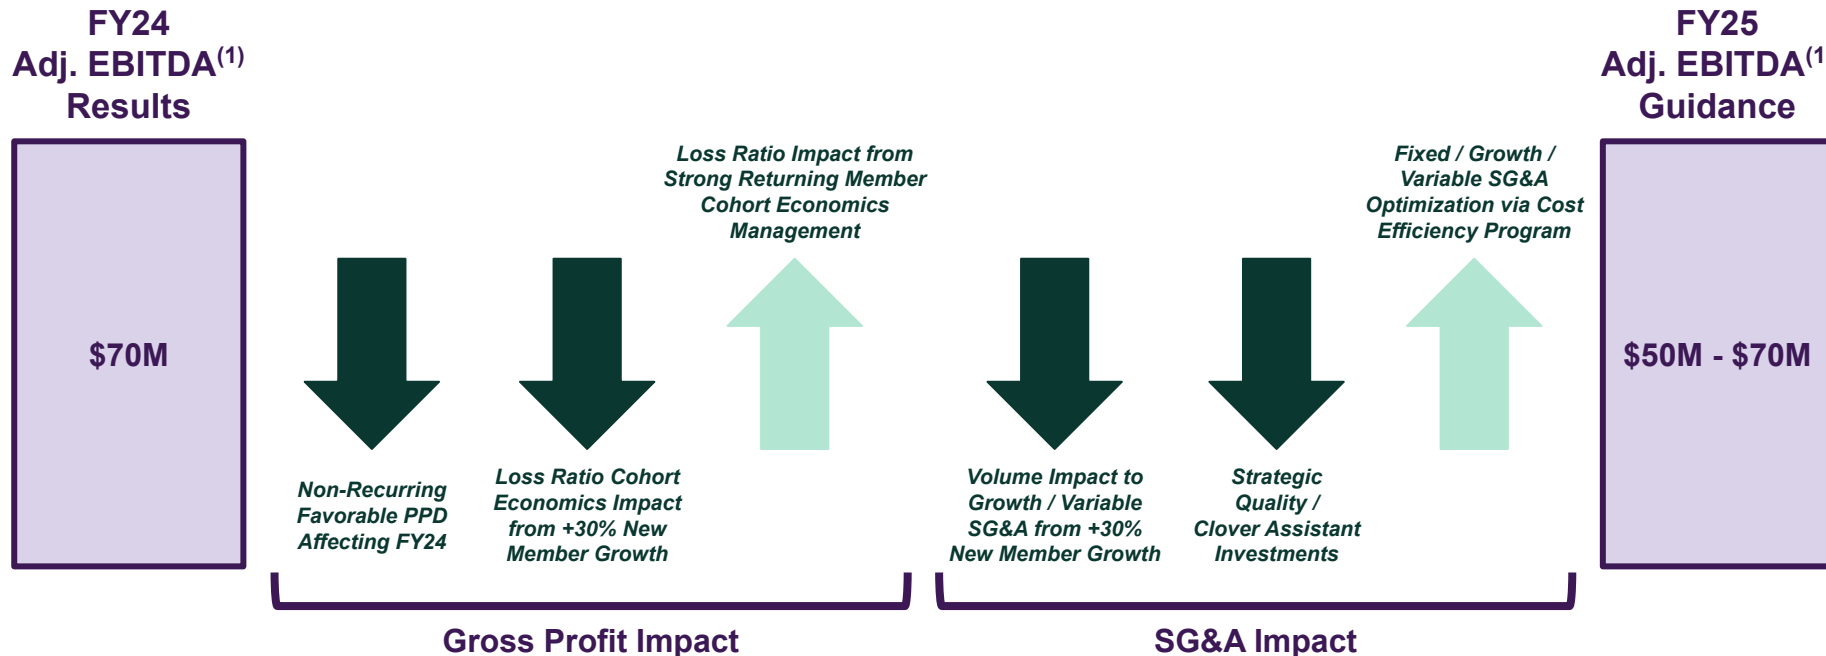 FY24
Adj. EBITDA(1)
Results
$70M
Non-Recurring
Favorable PPD
Affecting FY24
Loss Ratio Cohort
Economics Impact
from +30% New
Member Growth
Loss Ratio Impact from
Strong Returning Member
Cohort Economics
Management
Gross Profit Impact
Volume Impact to
Growth / Variable
SG&A from +30%
New Member Growth
Strategic
Quality /
Clover Assistant
Investments
Fixed / Growth /
Variable SG&A
Optimization via Cost
Efficiency Program
SG&A Impact
FY25
Adj. EBITDA(1
Guidance
$50M - $70M